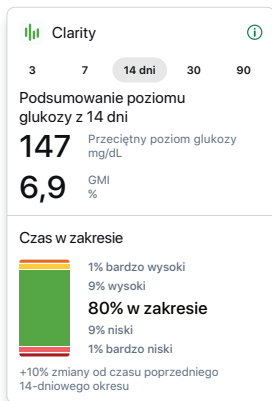 Clarity
3 7 14 dni 30 90
Podsumowanie poziomu
glukozy z 14 dni
147 Przeciętny poziom glukozy
mg/dL
6,9 GMI
%
Czas w zakresie
1% bardzo wysoki
9% wysoki
80% w zakresie
9% niski
1% bardzo niski
+10% zmiany od czasu poprzedniego
14-dniowego okresu